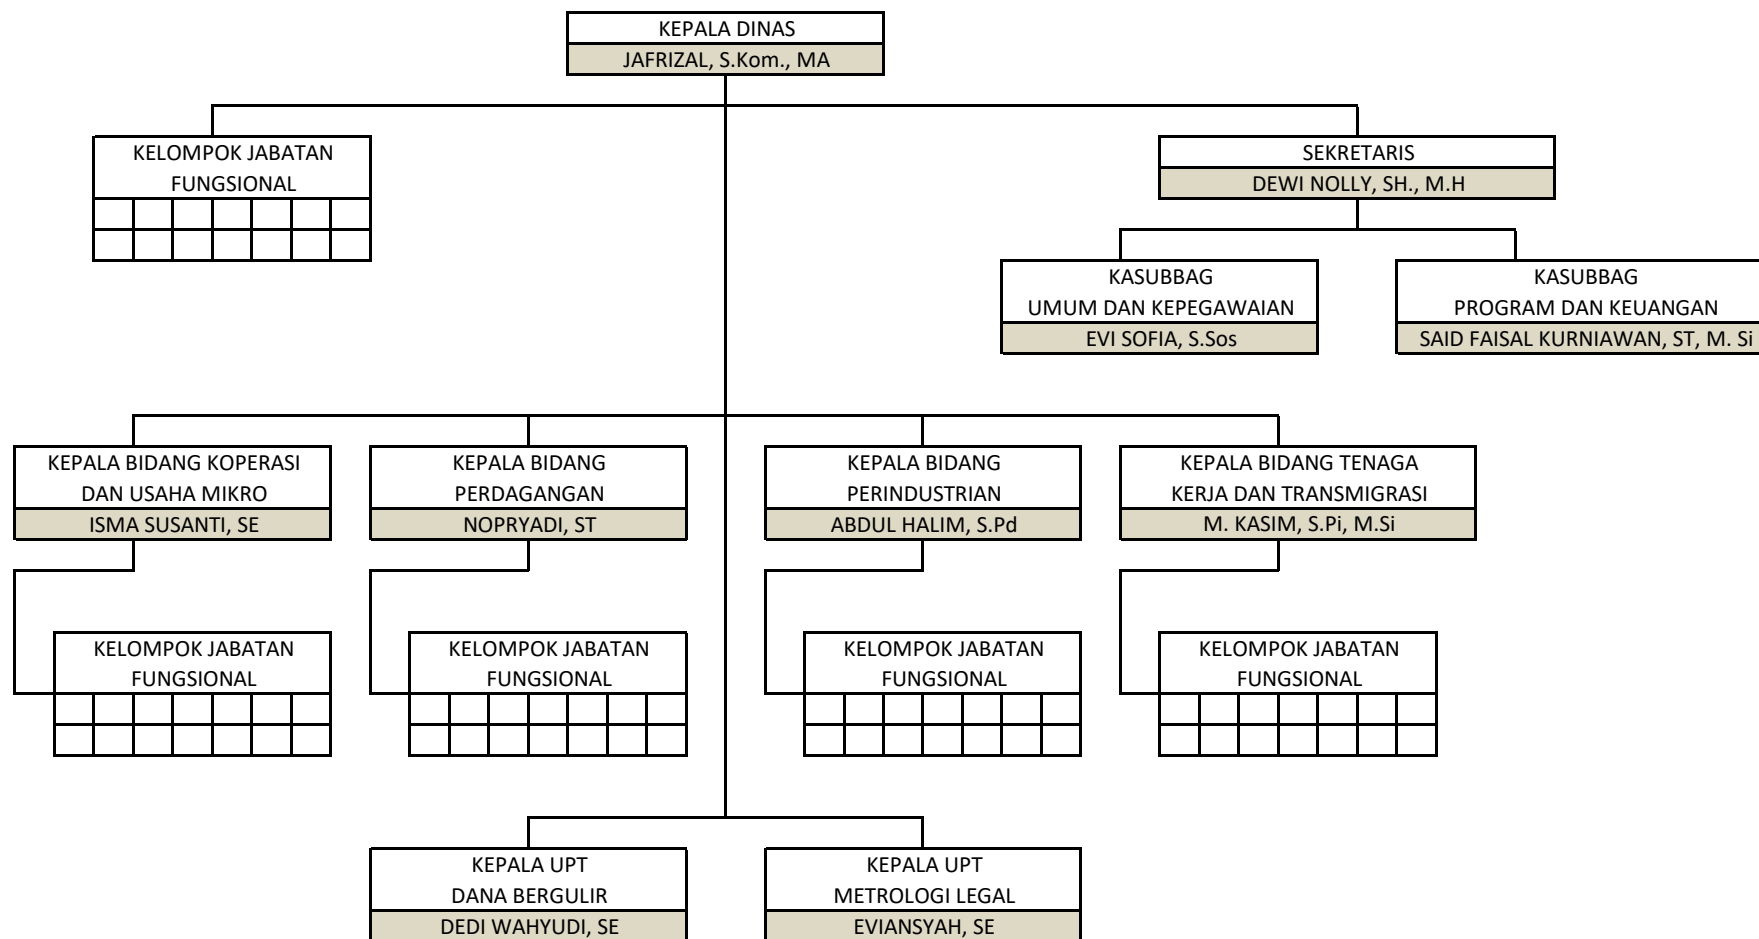 KEPALA DINAS
JAFRIZAL, S.Kom., MA
KELOMPOK JABATAN
FUNGSIONAL
SEKRETARIS
DEWI NOLLY, SH., M.H
KASUBBAG
UMUM DAN KEPEGAWAIAN
EVI SOFIA, S.Sos
KASUBBAG
PROGRAM DAN KEUANGAN
SAID FAISAL KURNIAWAN, ST, M. Si
KEPALA BIDANG KOPERASI
DAN USAHA MIKRO
ISMA SUSANTI, SE
KEPALA BIDANG
PERDAGANGAN
NOPRYADI, ST
KEPALA BIDANG
PERINDUSTRIAN
ABDUL HALIM, S.Pd
KEPALA BIDANG TENAGA
KERJA DAN TRANSMIGRASI
M. KASIM, S.Pi, M.Si
KELOMPOK JABATAN
FUNGSIONAL
KELOMPOK JABATAN
FUNGSIONAL
KELOMPOK JABATAN
FUNGSIONAL
KELOMPOK JABATAN
FUNGSIONAL
KEPALA UPT
DANA BERGULIR
DEDI WAHYUDI, SE
KEPALA UPT
METROLOGI LEGAL
EVIANSYAH, SE